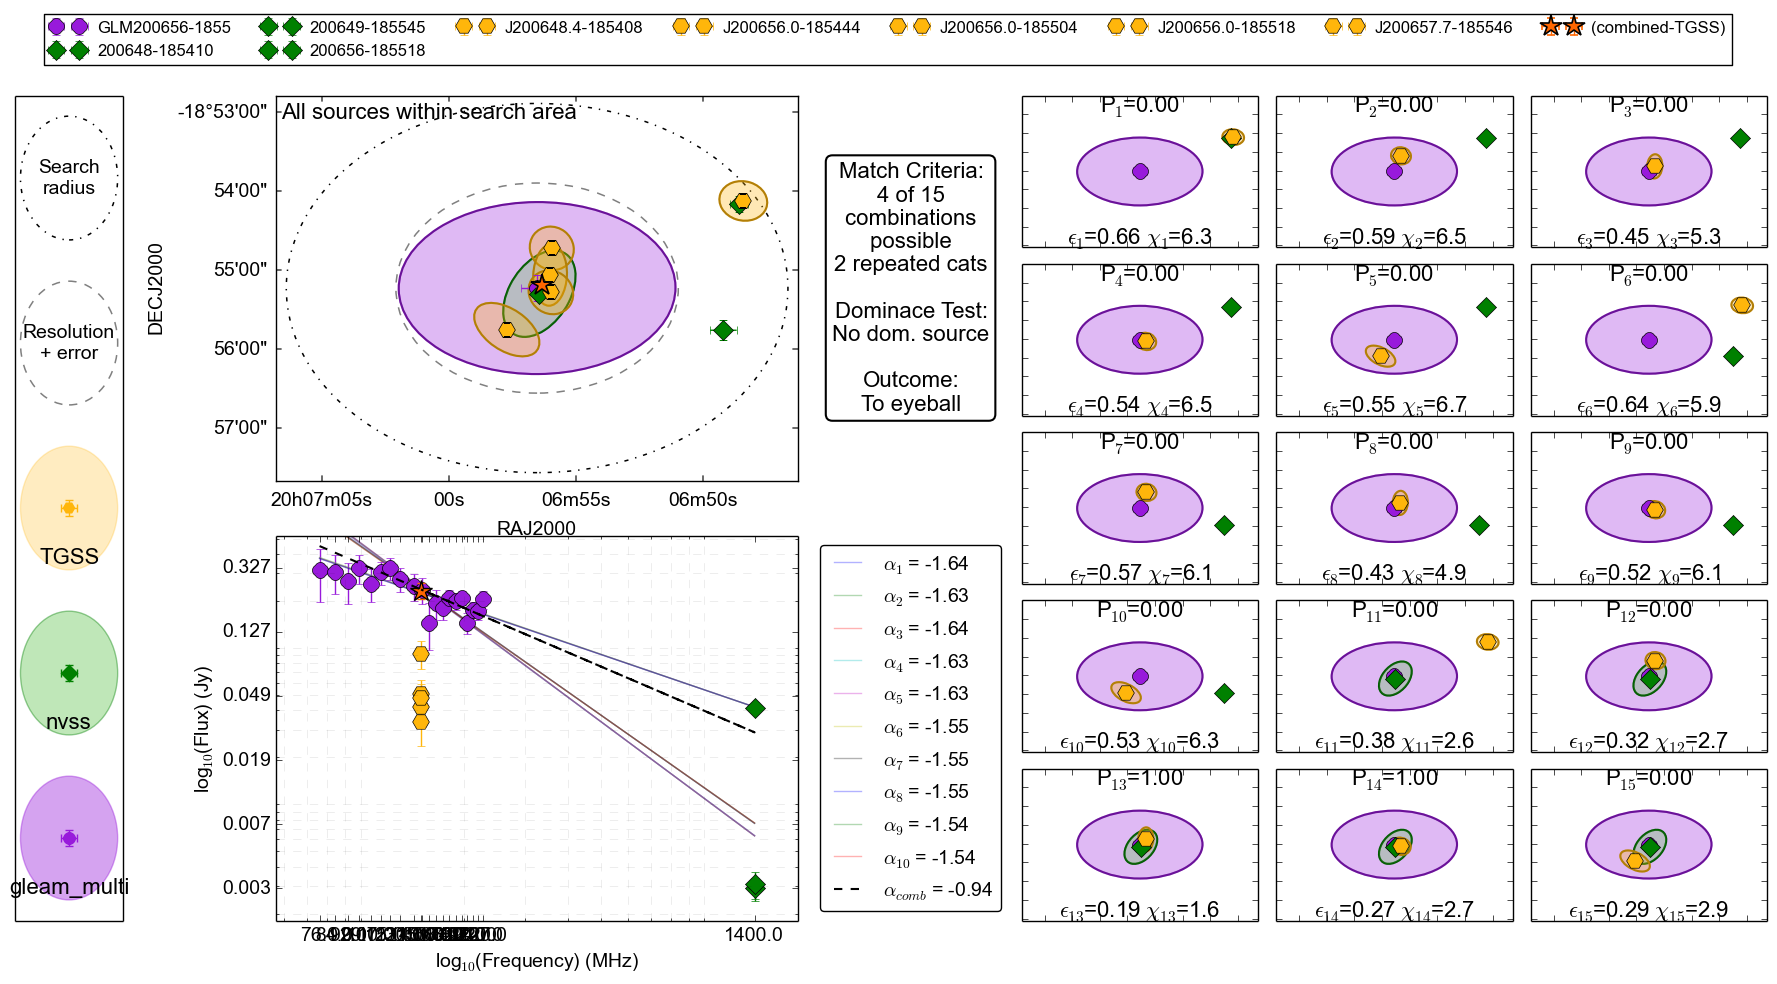 GLM200656-1855
200649-185545
J200648.4-185408
J200656.0-185444
J200656.0-185504
J200656.0-185518
J200657.7-185546
(combined-TGSS)
200648-185410
200656-185518
Search
radius
Resolution
+ error
TGSS
nvss
gleam_multi
All sources within search area
DECJ2000
-18°53'00"
54'00"
55'00"
56'00"
57'00"
20h07m05s
00s
06m55s
06m50s
RAJ2000
log10(Flux) (Jy)
0.327
0.127
0.049
0.019
0.007
0.003
1400.0
log10(Frequency) (MHz)
Match Criteria:
4 of 15
combinations
possible
2 repeated cats
Dominace Test:
No dom. source
Outcome:
To eyeball
α1 = -1.64
α2 = -1.63
α3 = -1.64
α4 = -1.63
α5 = -1.63
α6 = -1.55
α7 = -1.55
α8 = -1.55
α9 = -1.54
α10 = -1.54
αcomb = -0.94
P1=0.00
ϵ1=0.66 χ1=6.3
P2=0.00
ϵ2=0.59 χ2=6.5
P3=0.00
ϵ3=0.45 χ3=5.3
P4=0.00
ϵ4=0.54 χ4=6.5
P5=0.00
ϵ5=0.55 χ5=6.7
P6=0.00
ϵ6=0.64 χ6=5.9
P7=0.00
ϵ7=0.57 χ7=6.1
P8=0.00
ϵ8=0.43 χ8=4.9
P9=0.00
ϵ9=0.52 χ9=6.1
P10=0.00
ϵ10=0.53 χ10=6.3
P11=0.00
ϵ11=0.38 χ11=2.6
P12=0.00
ϵ12=0.32 χ12=2.7
P13=1.00
ϵ13=0.19 χ13=1.6
P14=1.00
ϵ14=0.27 χ14=2.7
P15=0.00
ϵ15=0.29 χ15=2.9